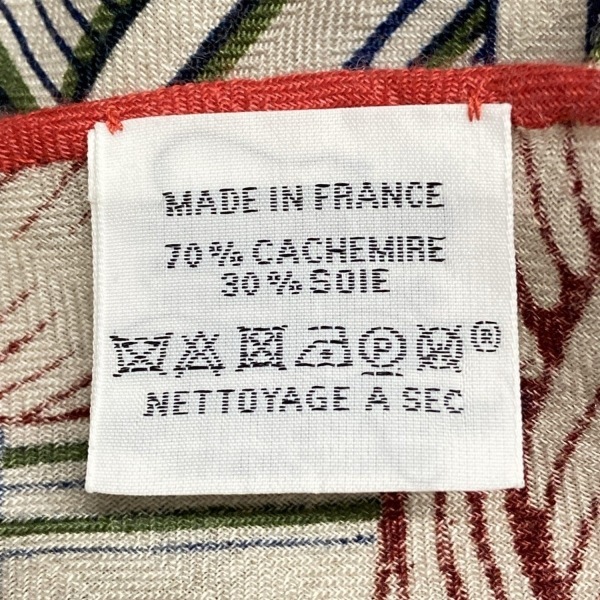 MADE IN FRANCE
70 % CACHEMIRE
30 % SOIE
®
NETTOYAGE A SEC